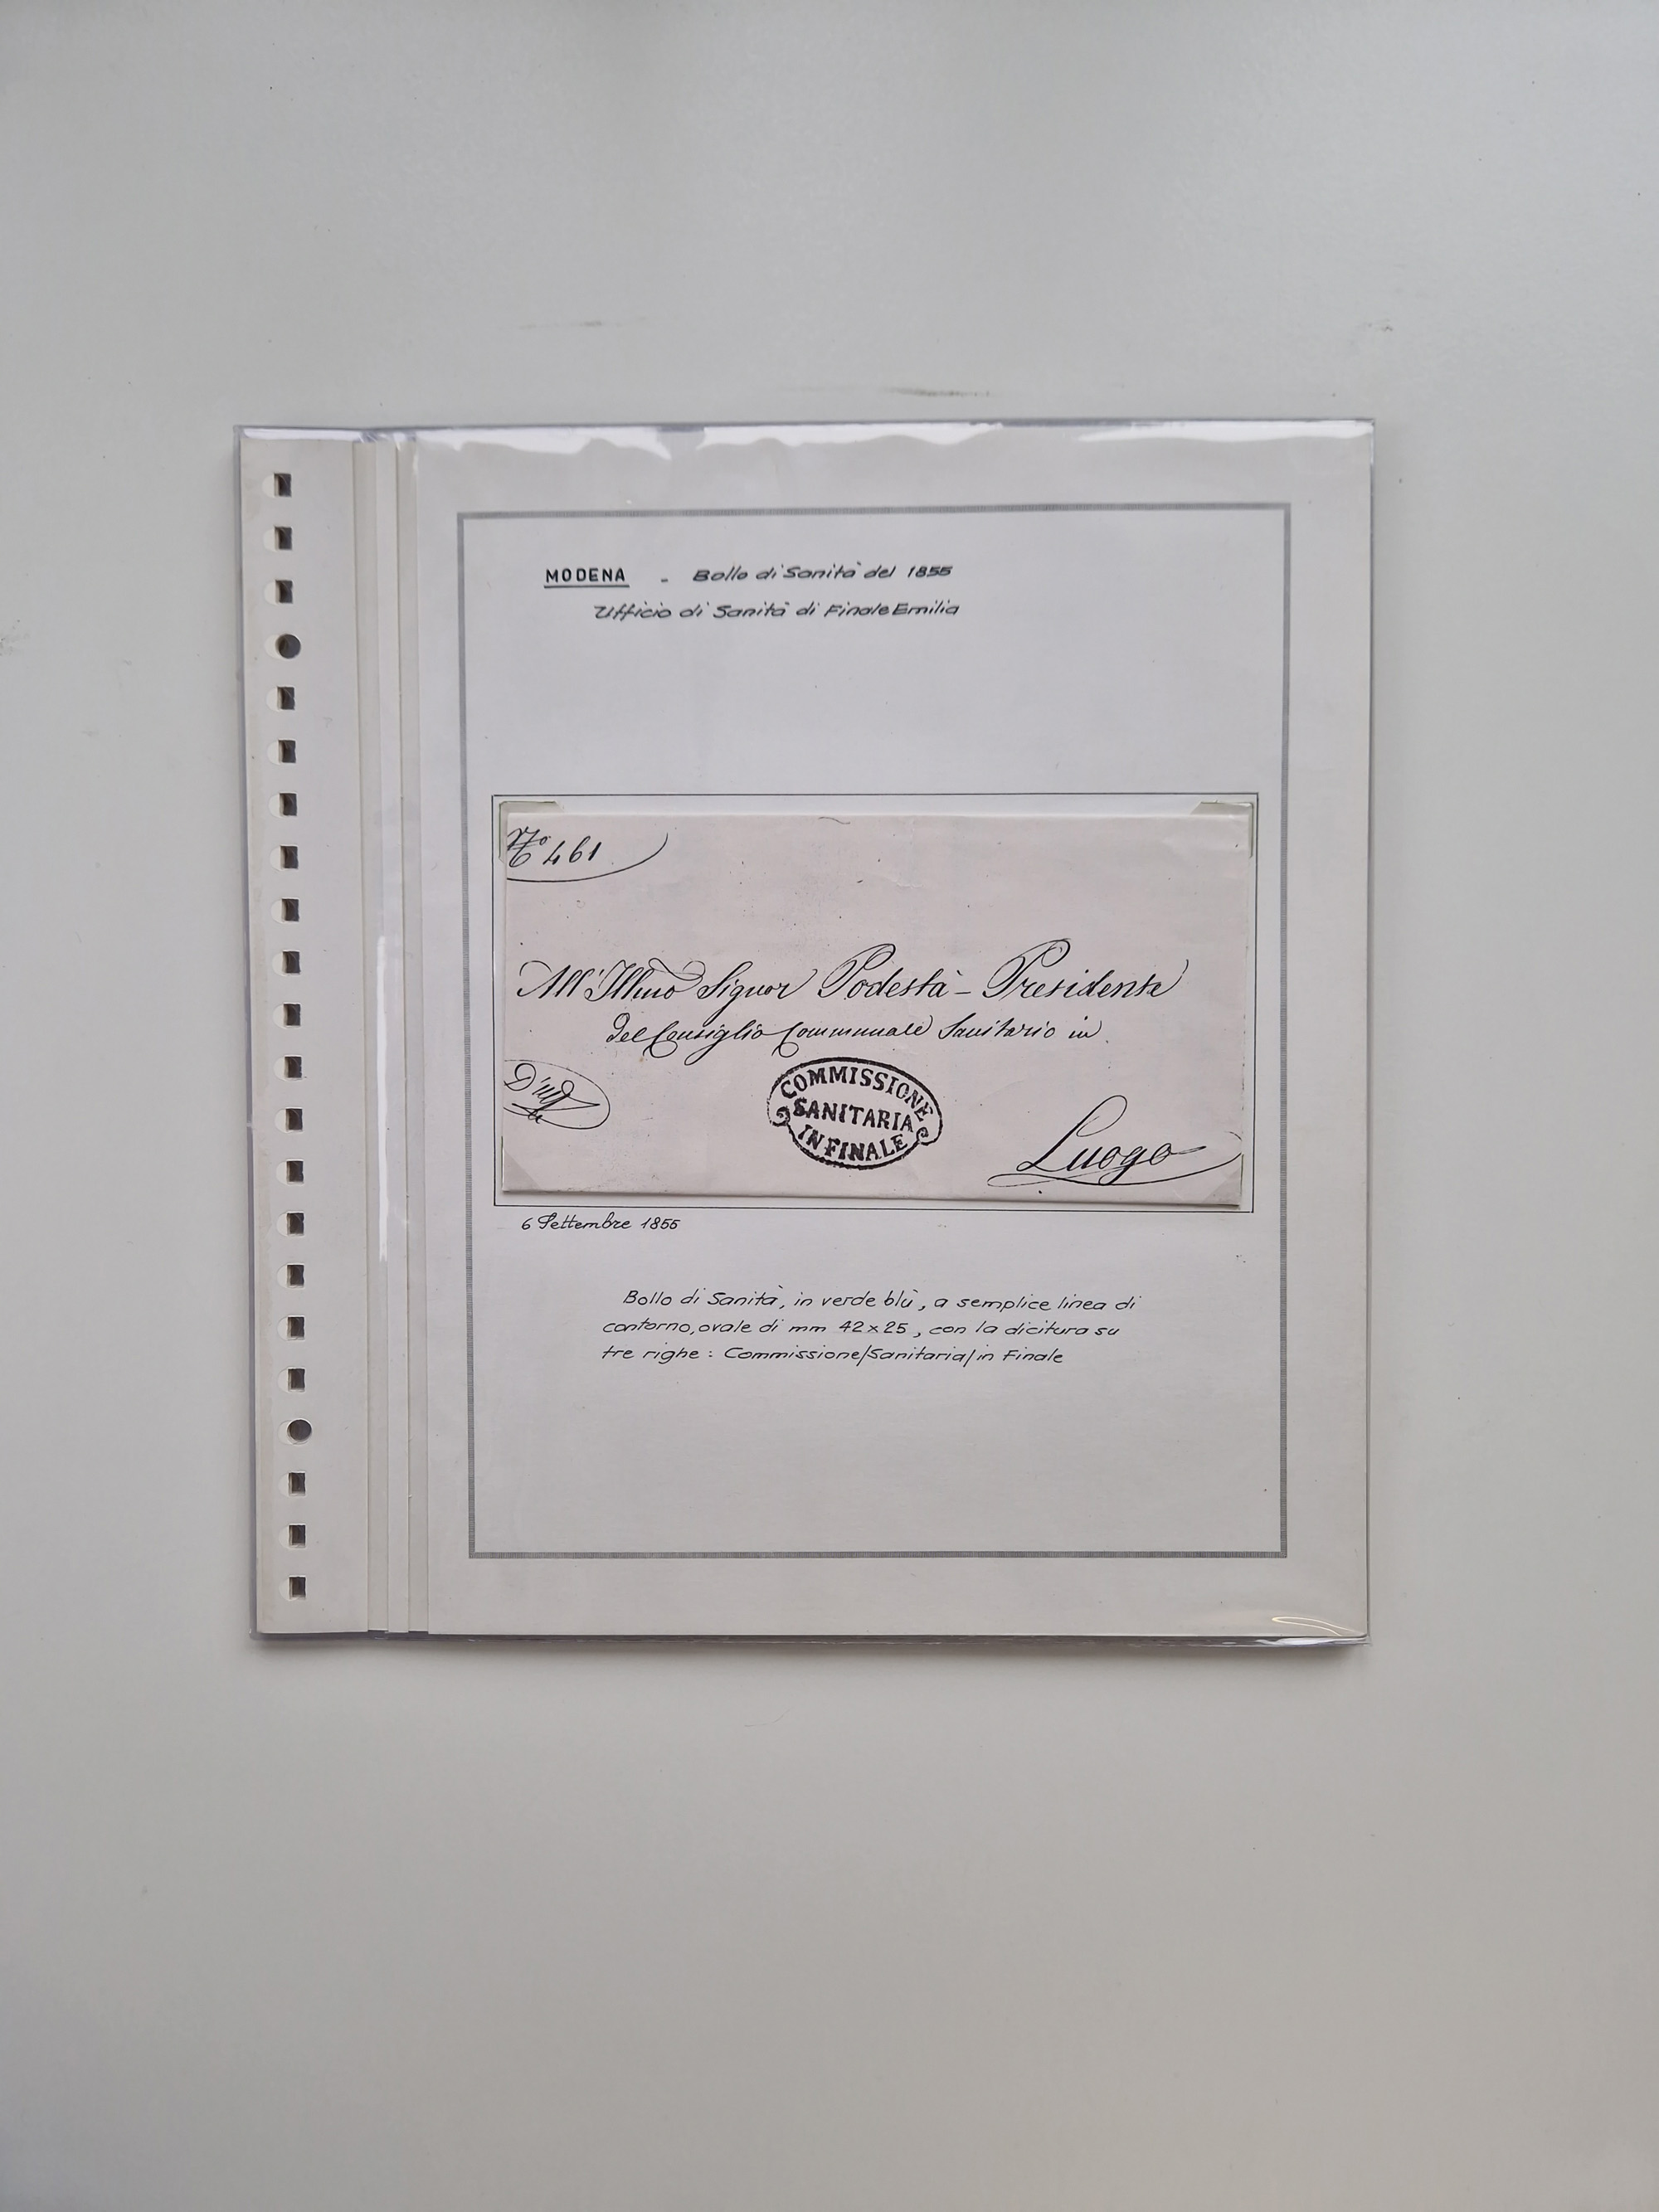 MODENA - Bollo di Sanità del 1855
Ufficio di Sanità di Finale Emilia
N° 461
All' Illmo Signor Podestà - Presidente
del Consiglio Communale Sanitario in
D'uff
COMMISSIONE
SANITARIA
IN FINALE
Luogo
6 Settembre 1855
Bollo di Sanità, in verde blù, a semplice linea di
contorno, ovale di mm 42x25, con la dicitura su
tre righe: Commissione/Sanitaria/in Finale